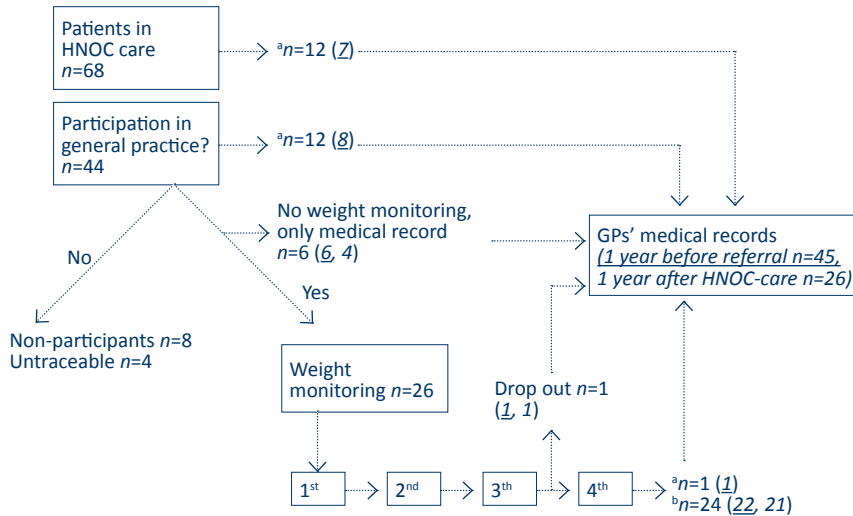 Patients in
HNOC care
n=68
ᵃn=12 (7)
Participation in
general practice?
n=44
ᵃn=12 (8)
No weight monitoring,
only medical record
n=6 (6, 4)
GPs’ medical records
(1 year before referral n=45,
1 year after HNOC-care n=26)
No
Yes
Non-participants n=8
Untraceable n=4
Weight
monitoring n=26
Drop out n=1
(1, 1)
1ˢᵗ
2ⁿᵈ
3ᵗʰ
4ᵗʰ
ᵃn=1 (1)
ᵇn=24 (22, 21)